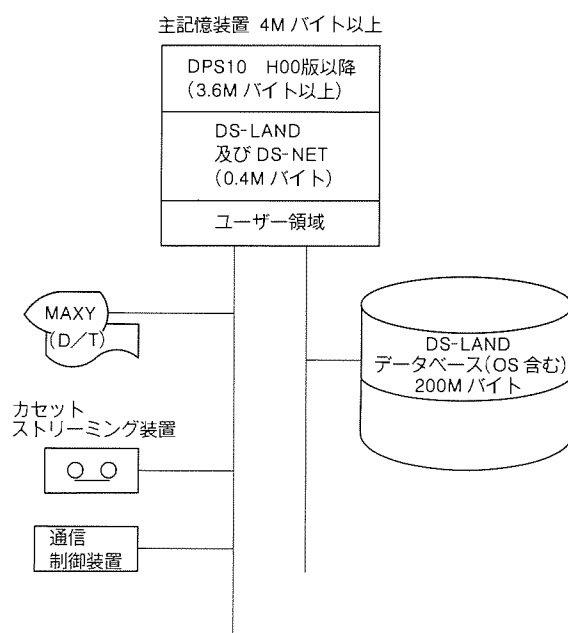 主記憶装置 4Mバイト以上
DPS10 H00版以降
(3.6Mバイト以上)
DS-LAND
及びDS-NET
(0.4Mバイト)
ユーザー領域
MAXY
(D/T)
DS-LAND
データベース(OS含む)
200Mバイト
カセット
ストリーミング装置
通信
制御装置